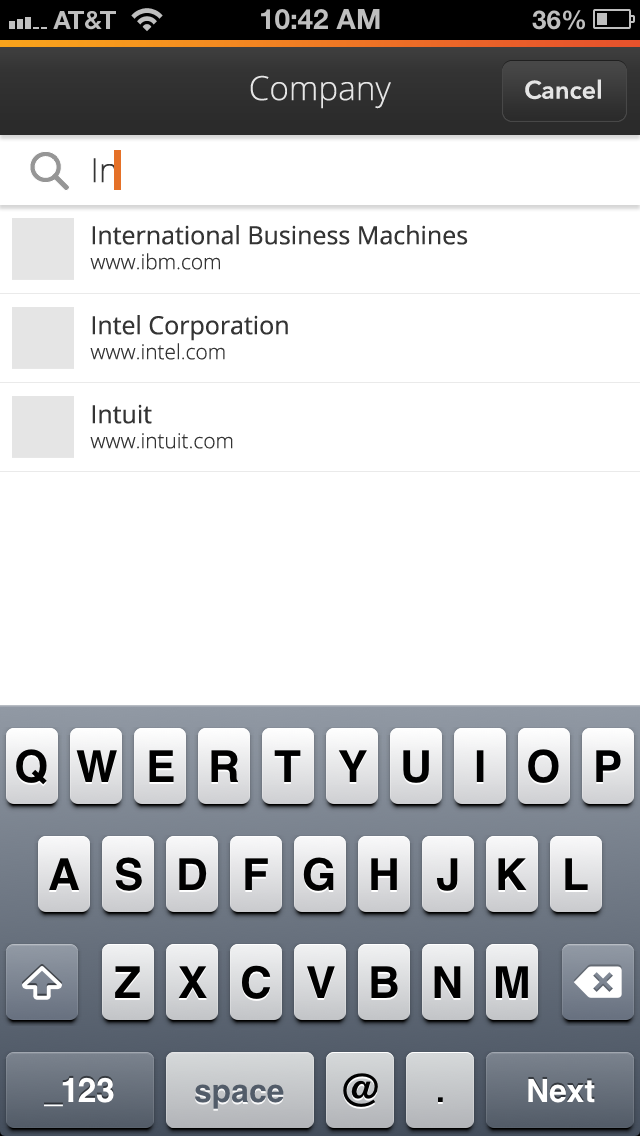 AT&T 10:42 AM 36%
Company Cancel
In
International Business Machines
www.ibm.com
Intel Corporation
www.intel.com
Intuit
www.intuit.com
Q W E R T Y U I O P
A S D F G H J K L
Z X C V B N M
_123 space @ . Next